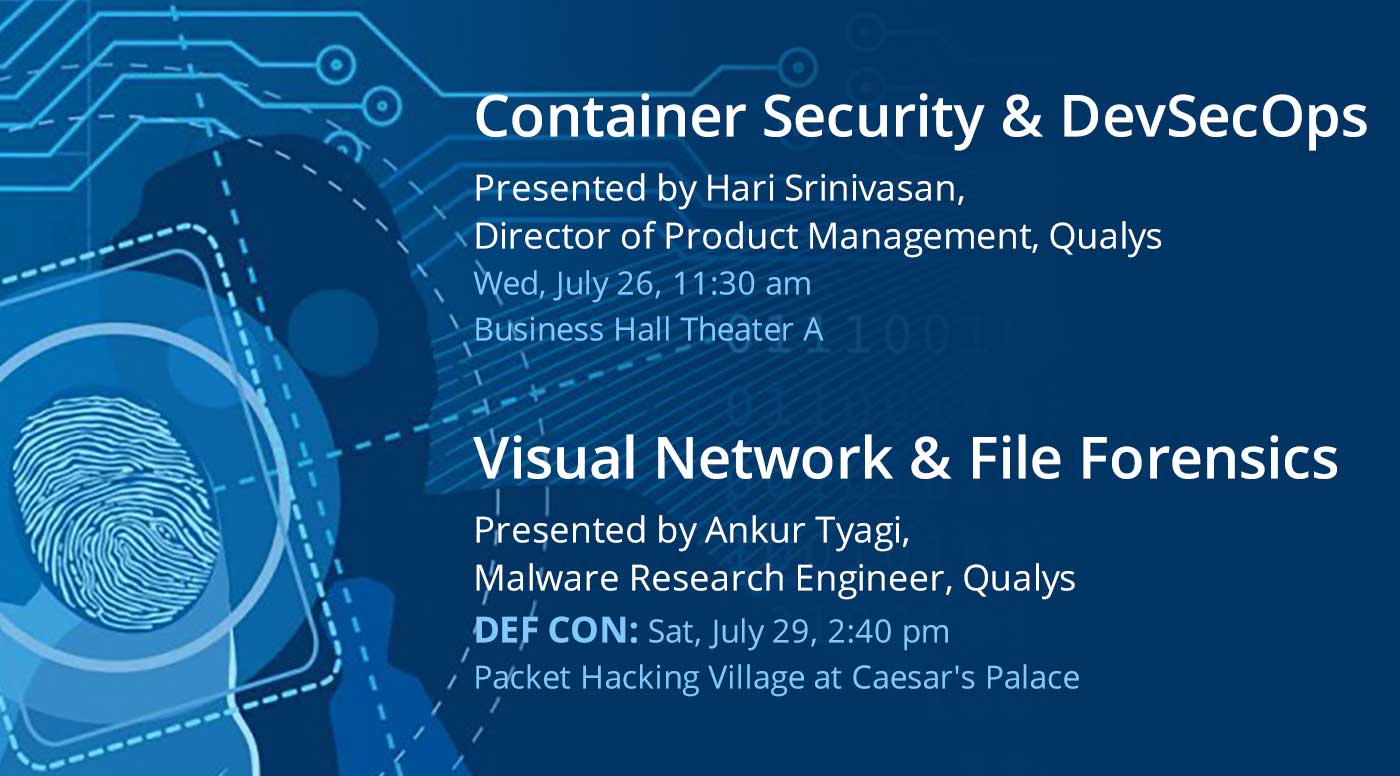 Container Security & DevSecOps
Presented by Hari Srinivasan,
Director of Product Management, Qualys
Wed, July 26, 11:30 am
Business Hall Theater A
Visual Network & File Forensics
Presented by Ankur Tyagi,
Malware Research Engineer, Qualys
DEF CON: Sat, July 29, 2:40 pm
Packet Hacking Village at Caesar's Palace